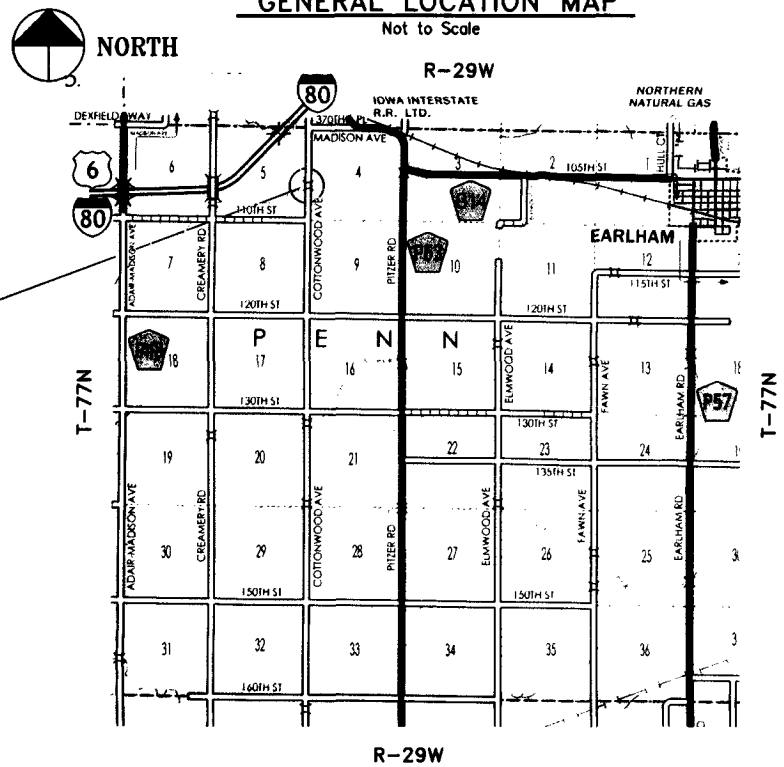 GENERAL LOCATION MAP
Not to Scale
NORTH
R-29W
80
IOWA INTERSTATE
R.R. LTD.
NORTHERN
NATURAL GAS
DEXFIELD WAY
370TH PL
MADISON AVE
HULL CT
6
5
4
3
2
1
105TH ST
6
80
G14
110TH ST
EARLHAM
ADAIR-MADISON AVE
CREAMERY RD
COTTONWOOD AVE
PITZER RD
7
8
9
10
11
12
115TH ST
120TH ST
120TH ST
PENN
18
17
16
15
14
13
18
ELMWOOD AVE
FAWN AVE
EARLHAM RD
P57
T-77N
T-77N
130TH ST
130TH ST
19
20
21
22
23
24
135TH ST
ADAIR-MADISON AVE
CREAMERY RD
COTTONWOOD AVE
PITZER RD
ELMWOOD AVE
FAWN AVE
EARLHAM RD
30
29
28
27
26
25
150TH ST
150TH ST
31
32
33
34
35
36
160TH ST
R-29W